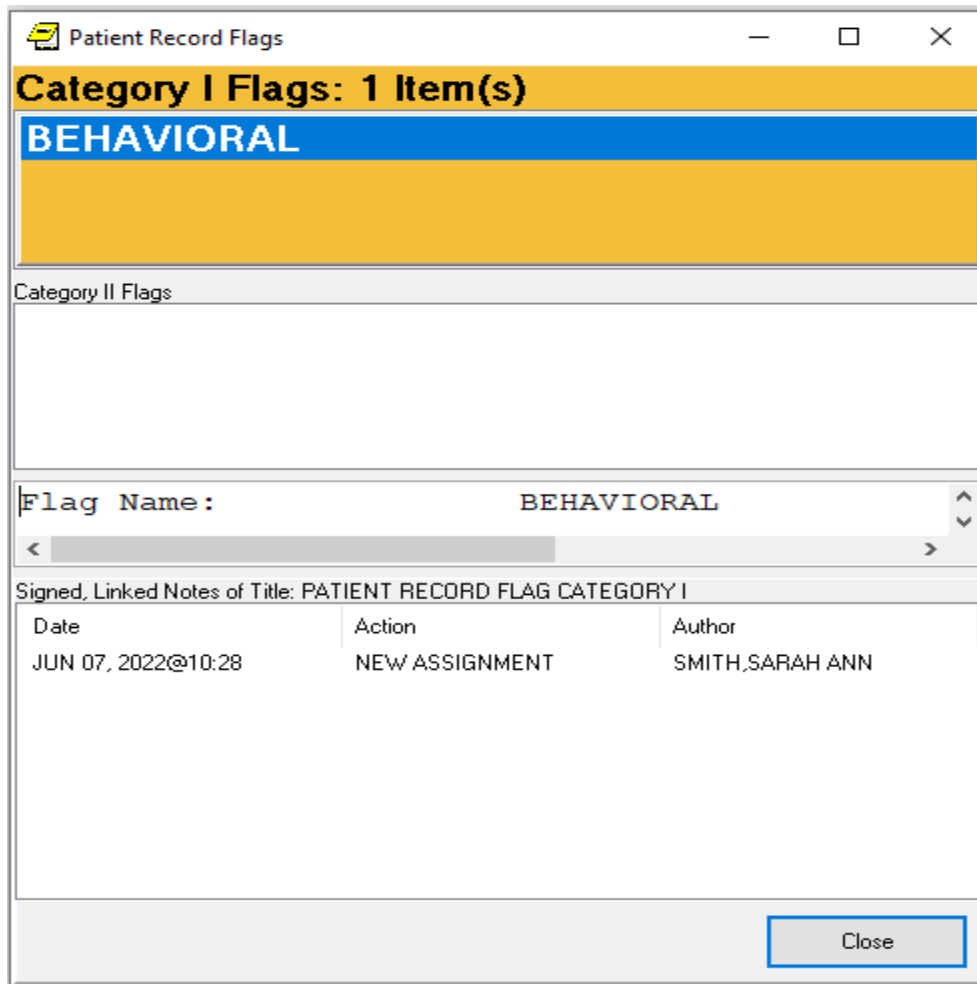 Patient Record Flags
Category I Flags: 1 Item(s)
BEHAVIORAL
Category II Flags
Flag Name: BEHAVIORAL
Signed, Linked Notes of Title: PATIENT RECORD FLAG CATEGORY I
Date Action Author
JUN 07, 2022@10:28 NEW ASSIGNMENT SMITH,SARAH ANN
Close